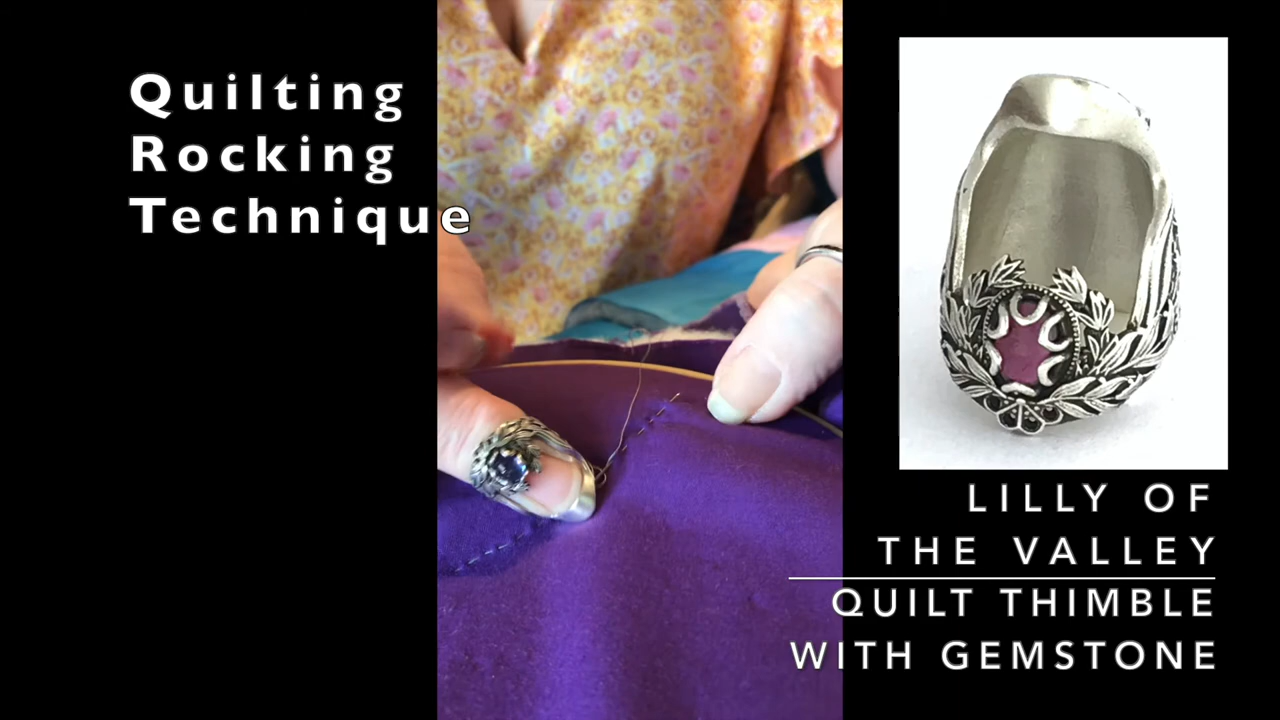 Quilting
Rocking
Technique
LILLY OF
THE VALLEY
QUILT THIMBLE
WITH GEMSTONE